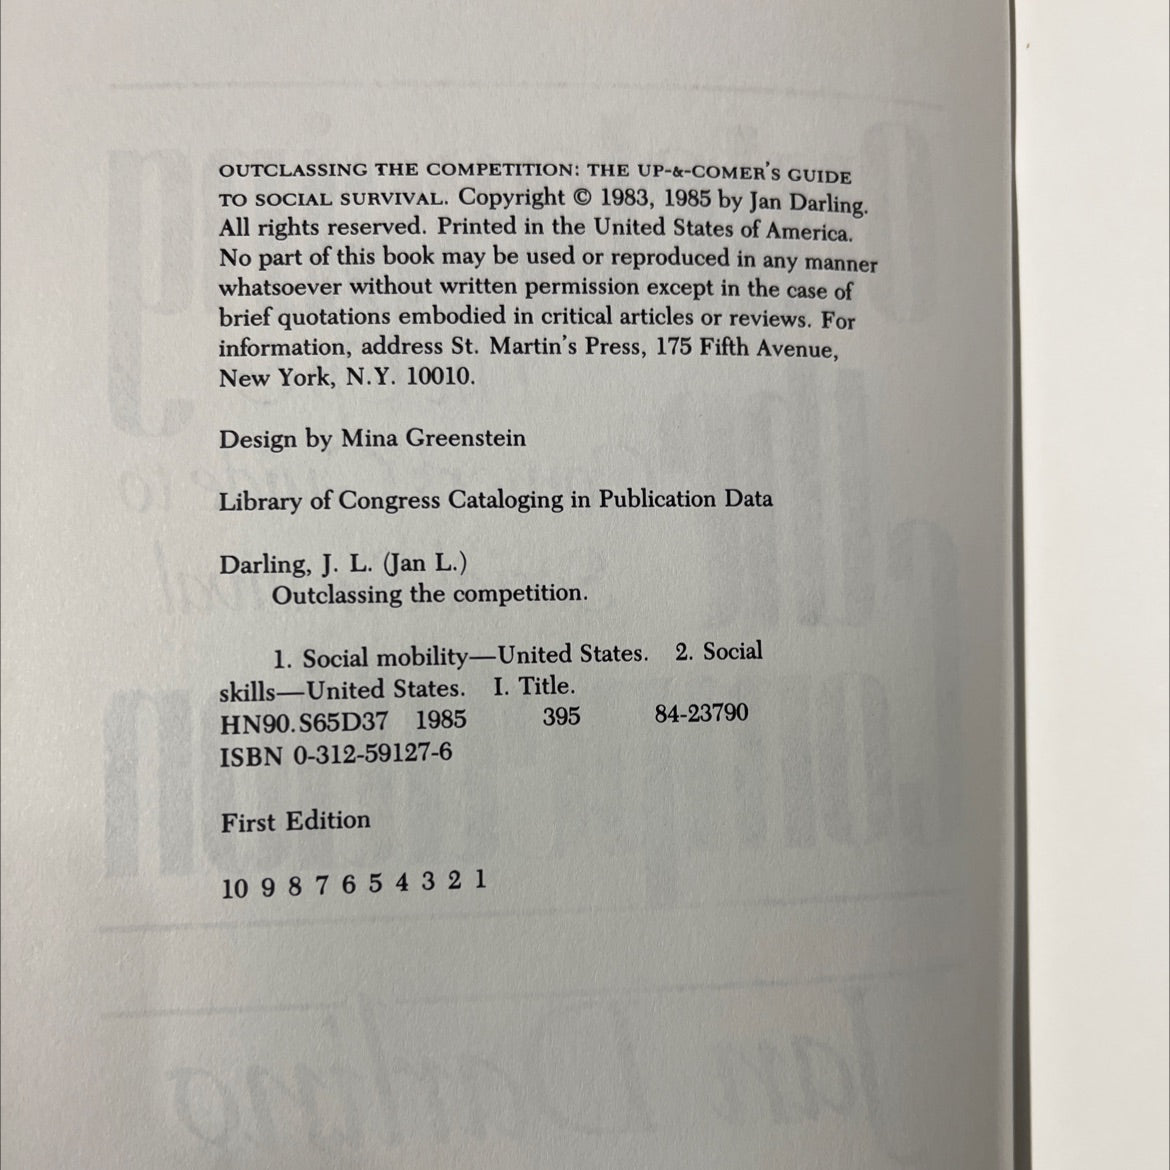 OUTCLASSING THE COMPETITION: THE UP-&-COMER'S GUIDE
TO SOCIAL SURVIVAL. Copyright © 1983, 1985 by Jan Darling.
All rights reserved. Printed in the United States of America.
No part of this book may be used or reproduced in any manner
whatsoever without written permission except in the case of
brief quotations embodied in critical articles or reviews. For
information, address St. Martin's Press, 175 Fifth Avenue,
New York, N.Y. 10010.
Design by Mina Greenstein
Library of Congress Cataloging in Publication Data
Darling, J. L. (Jan L.)
Outclassing the competition.
1. Social mobility—United States. 2. Social
skills—United States. I. Title.
HN90.S65D37 1985 395 84-23790
ISBN 0-312-59127-6
First Edition
10 9 8 7 6 5 4 3 2 1